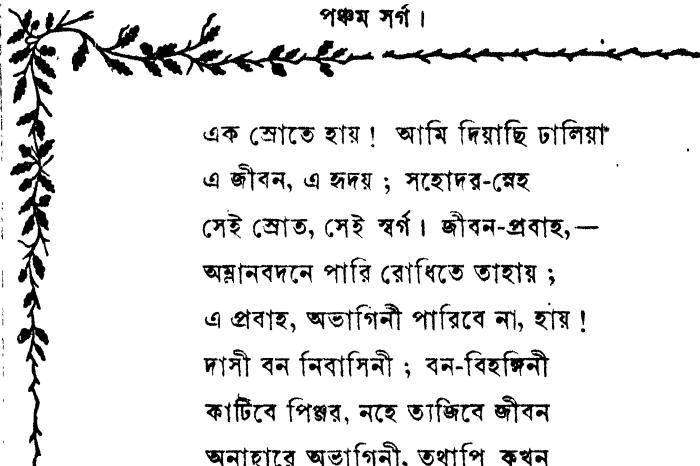 পঞ্চম সর্গ।
এক স্রোতে হায়! আমি দিয়াছি ঢালিয়া
এ জীবন, এ হৃদয়; সহোদর-স্নেহ
সেই স্রোত, সেই স্বর্গ। জীবন-প্রবাহ,—
অম্লানবদনে পারি রোধিতে তাহায়;
এ প্রবাহ, অভাগিনী পারিবে না, হায়!
দাসী বন নিবাসিনী; বন-বিহঙ্গিনী
কাটিবে পিঞ্জর, নহে ত্যজিবে জীবন
অনাহারে অভাগিনী, তথাপি কখন